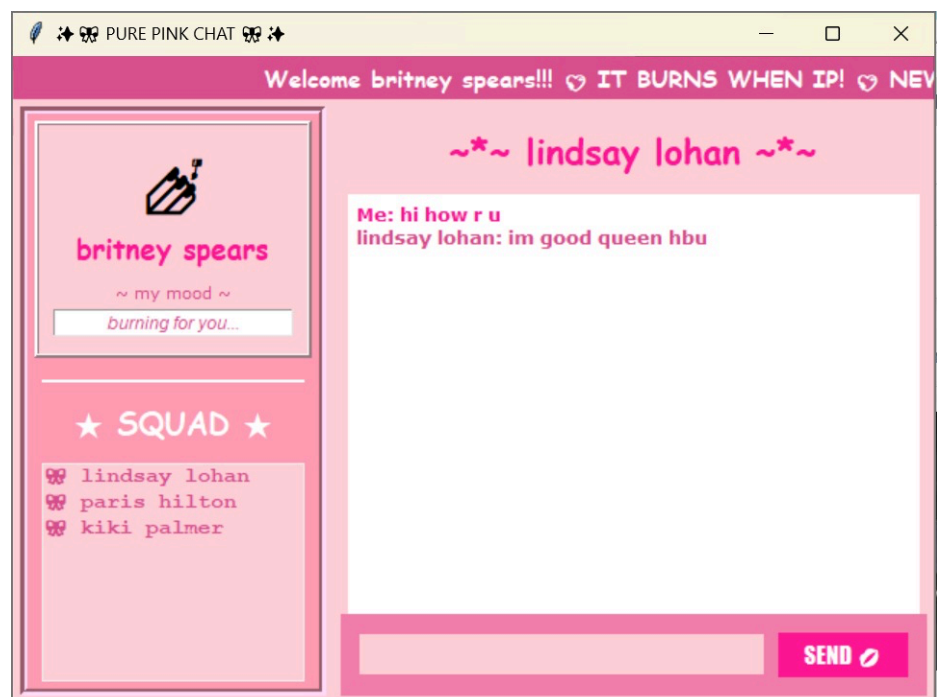 ✨ 🎀 PURE PINK CHAT 🎀 ✨
Welcome britney spears!!! ღ IT BURNS WHEN IP! ღ
~*~ lindsay lohan ~*~
britney spears
~ my mood ~
burning for you...
★ SQUAD ★
🎀 lindsay lohan
🎀 paris hilton
🎀 kiki palmer
Me: hi how r u
lindsay lohan: im good queen hbu
SEND 💋